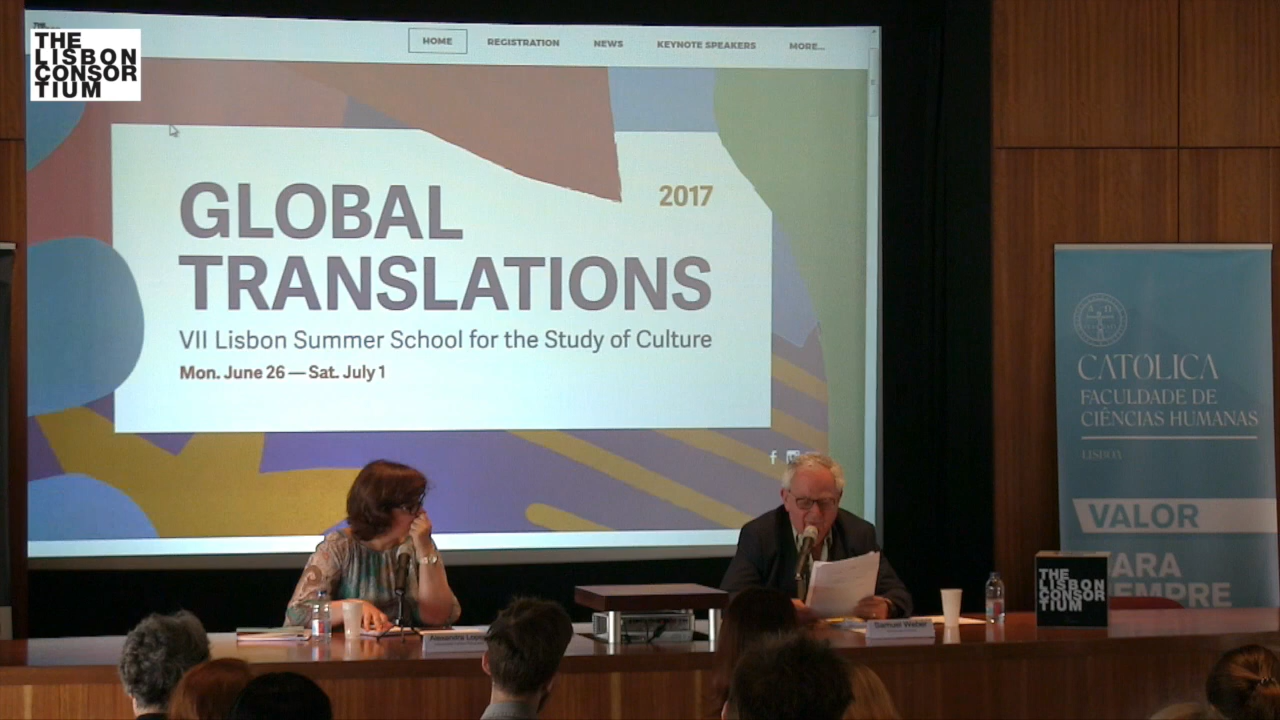 THE
LISBON
CONSOR
TIUM
HOME
REGISTRATION
NEWS
KEYNOTE SPEAKERS
MORE...
GLOBAL
2017
TRANSLATIONS
VII Lisbon Summer School for the Study of Culture
Mon. June 26 — Sat. July 1
CATÓLICA
FACULDADE DE
CIÊNCIAS HUMANAS
LISBOA
VALOR
THE
LISBON
CONSOR
TIUM
Samuel Weber